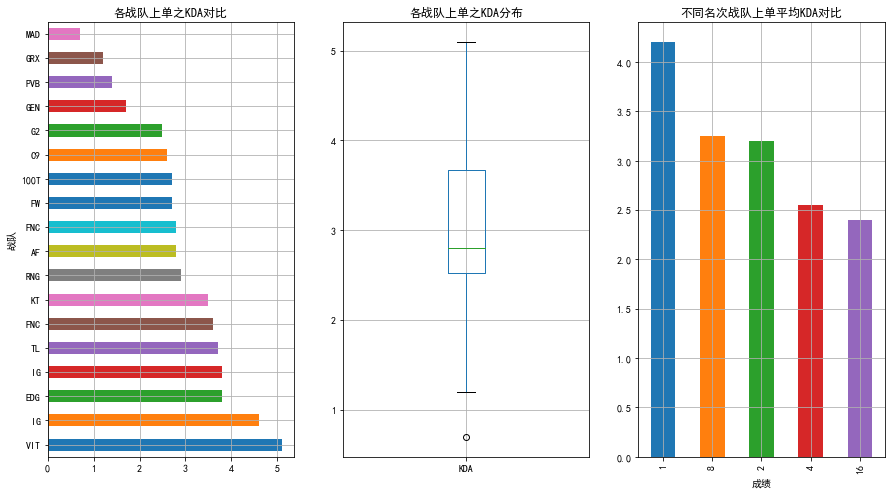 各战队上单之KDA对比
战队
MAD
GRX
PVB
GEN
G2
C9
100T
FW
FNC
AF
RNG
KT
FNC
TL
IG
EDG
IG
VIT
0 1 2 3 4 5
各战队上单之KDA分布
5
4
3
2
1
KDA
不同名次战队上单平均KDA对比
4.0
3.5
3.0
2.5
2.0
1.5
1.0
0.5
0.0
1 8 2 4 16
成绩